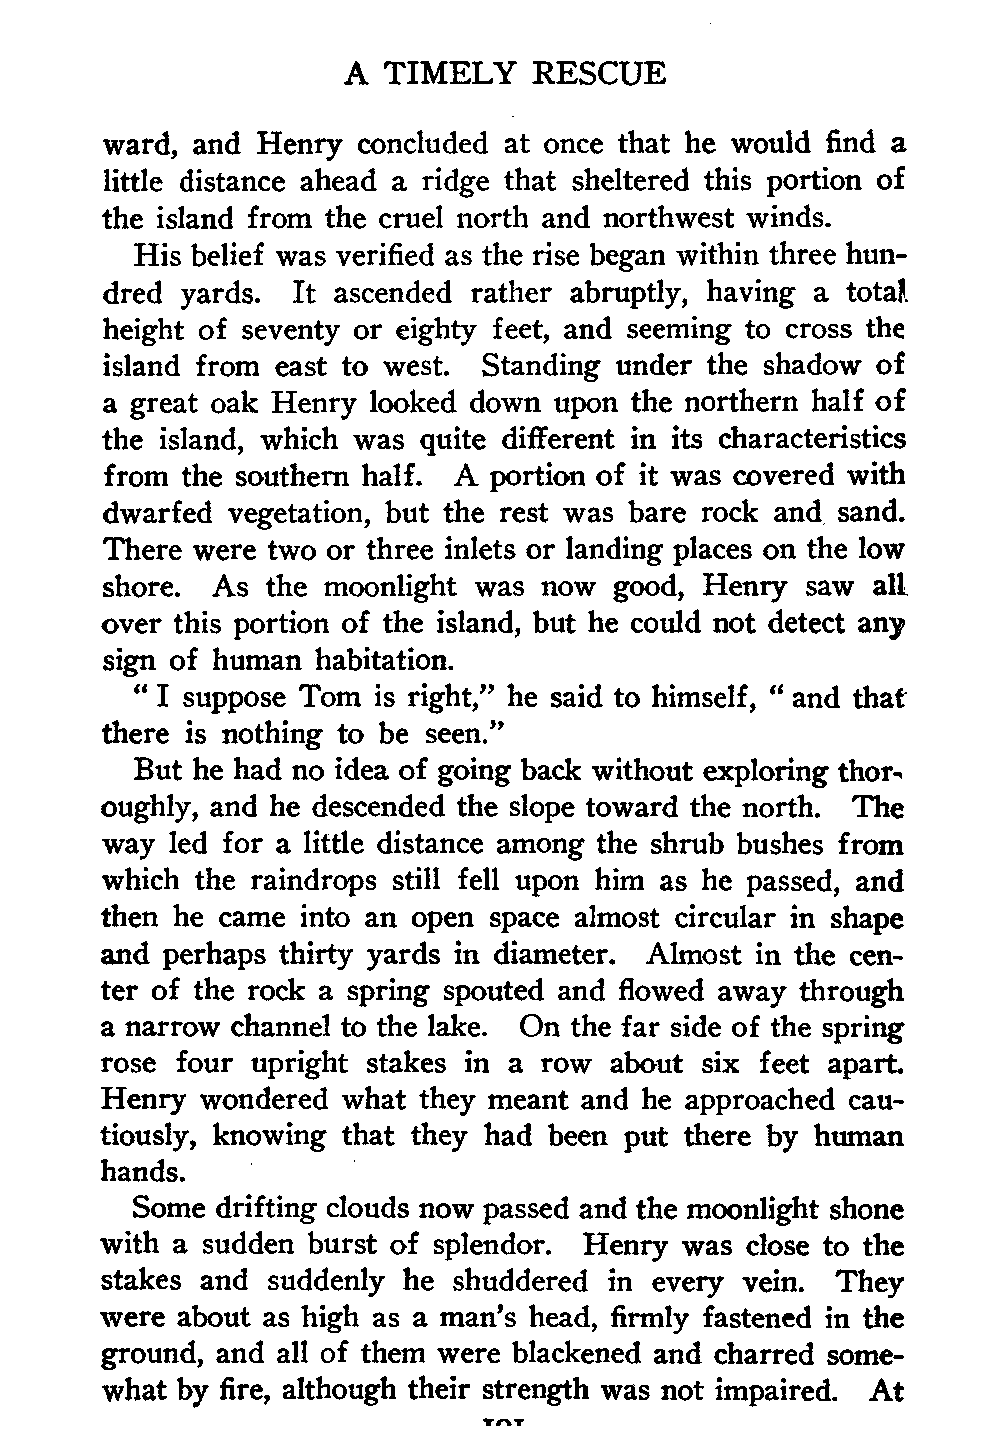 A TIMELY RESCUE
ward, and Henry concluded at once that he would find a
little distance ahead a ridge that sheltered this portion of
the island from the cruel north and northwest winds.
His belief was verified as the rise began within three hun-
dred yards. It ascended rather abruptly, having a total
height of seventy or eighty feet, and seeming to cross the
island from east to west. Standing under the shadow of
a great oak Henry looked down upon the northern half of
the island, which was quite different in its characteristics
from the southern half. A portion of it was covered with
dwarfed vegetation, but the rest was bare rock and sand.
There were two or three inlets or landing places on the low
shore. As the moonlight was now good, Henry saw all
over this portion of the island, but he could not detect any
sign of human habitation.
“ I suppose Tom is right,” he said to himself, “ and that
there is nothing to be seen.”
But he had no idea of going back without exploring thor-
oughly, and he descended the slope toward the north. The
way led for a little distance among the shrub bushes from
which the raindrops still fell upon him as he passed, and
then he came into an open space almost circular in shape
and perhaps thirty yards in diameter. Almost in the cen-
ter of the rock a spring spouted and flowed away through
a narrow channel to the lake. On the far side of the spring
rose four upright stakes in a row about six feet apart.
Henry wondered what they meant and he approached cau-
tiously, knowing that they had been put there by human
hands.
Some drifting clouds now passed and the moonlight shone
with a sudden burst of splendor. Henry was close to the
stakes and suddenly he shuddered in every vein. They
were about as high as a man's head, firmly fastened in the
ground, and all of them were blackened and charred some-
what by fire, although their strength was not impaired. At